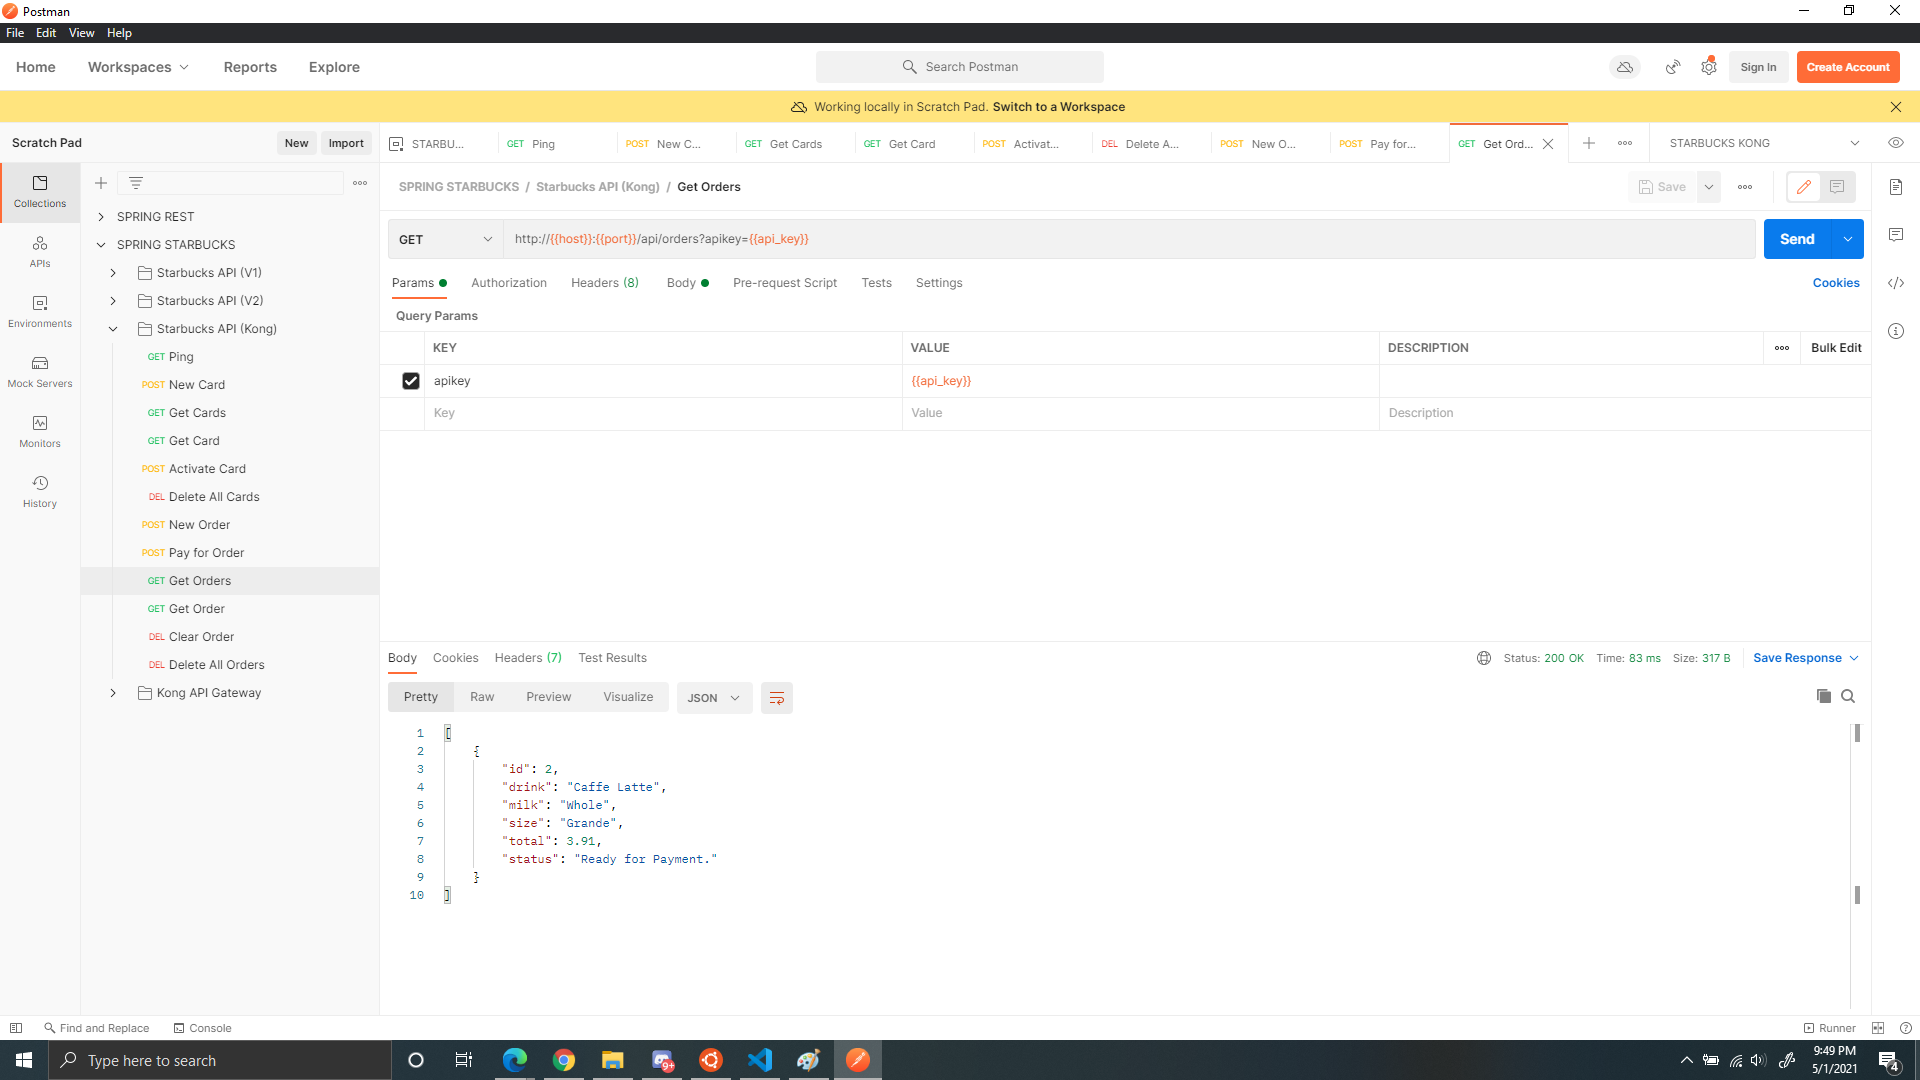 Postman
File Edit View Help
Home Workspaces Reports Explore Search Postman Sign In Create Account
Working locally in Scratch Pad. Switch to a Workspace
Scratch Pad New Import STARBU... GET Ping POST New C... GET Get Cards GET Get Card POST Activat... DEL Delete A... POST New O... POST Pay for... GET Get Ord... STARBUCKS KONG
Collections
APIs
Environments
Mock Servers
Monitors
History
SPRING REST
SPRING STARBUCKS
Starbucks API (V1)
Starbucks API (V2)
Starbucks API (Kong)
GET Ping
POST New Card
GET Get Cards
GET Get Card
POST Activate Card
DEL Delete All Cards
POST New Order
POST Pay for Order
GET Get Orders
GET Get Order
DEL Clear Order
DEL Delete All Orders
Kong API Gateway
SPRING STARBUCKS / Starbucks API (Kong) / Get Orders Save
GET http://{{host}}:{{port}}/api/orders?apikey={{api_key}} Send
Params Authorization Headers (8) Body Pre-request Script Tests Settings Cookies
Query Params
KEY VALUE DESCRIPTION Bulk Edit
apikey {{api_key}}
Key Value Description
Body Cookies Headers (7) Test Results Status: 200 OK Time: 83 ms Size: 317 B Save Response
Pretty Raw Preview Visualize JSON
1 [
2 {
3 "id": 2,
4 "drink": "Caffe Latte",
5 "milk": "Whole",
6 "size": "Grande",
7 "total": 3.91,
8 "status": "Ready for Payment."
9 }
10 ]
Find and Replace Console Runner
Type here to search 9+ 9:49 PM
5/1/2021 4